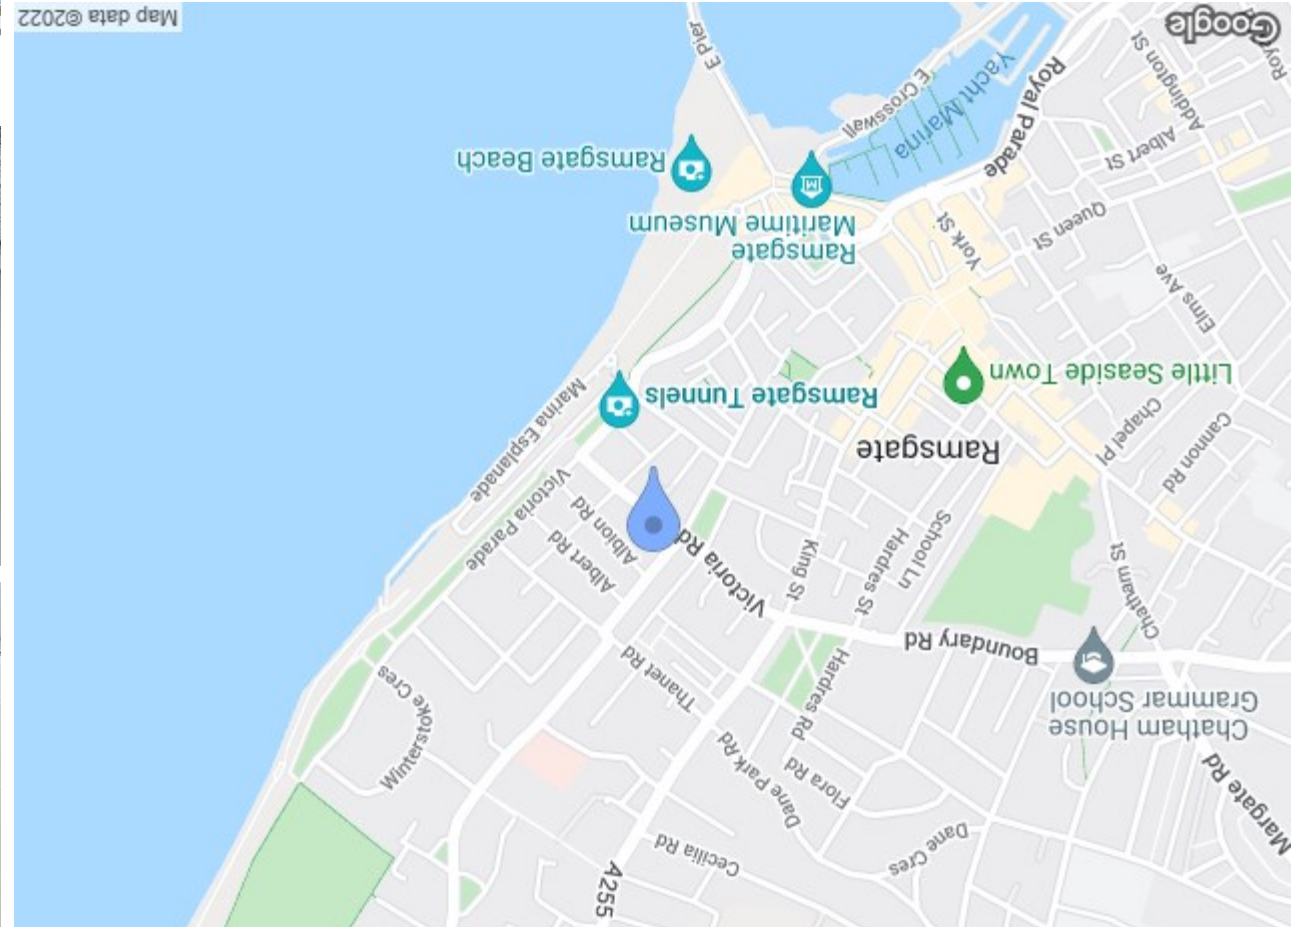 A255
Margate Rd
Dane Cres
Cecilia Rd
Flora Rd
Dane Park Rd
Chatham House
Grammar School
Hardres Rd
Winterstoke Cres
Thanet Rd
Boundary Rd
Chatham St
Victoria Rd
King St
Hardres St
School Ln
Albert Rd
Albion Rd
Victoria Parade
Ramsgate
Cannon Rd
Chapel Pl
Marina Esplanade
Ramsgate Tunnels
Little Seaside Town
Elms Ave
Ramsgate
Maritime Museum
York St
Queen St
Ramsgate Beach
Albert St
Royal Parade
Yacht Marina
E Crosswall
Addington St
E Pier
Google
Map data ©2022